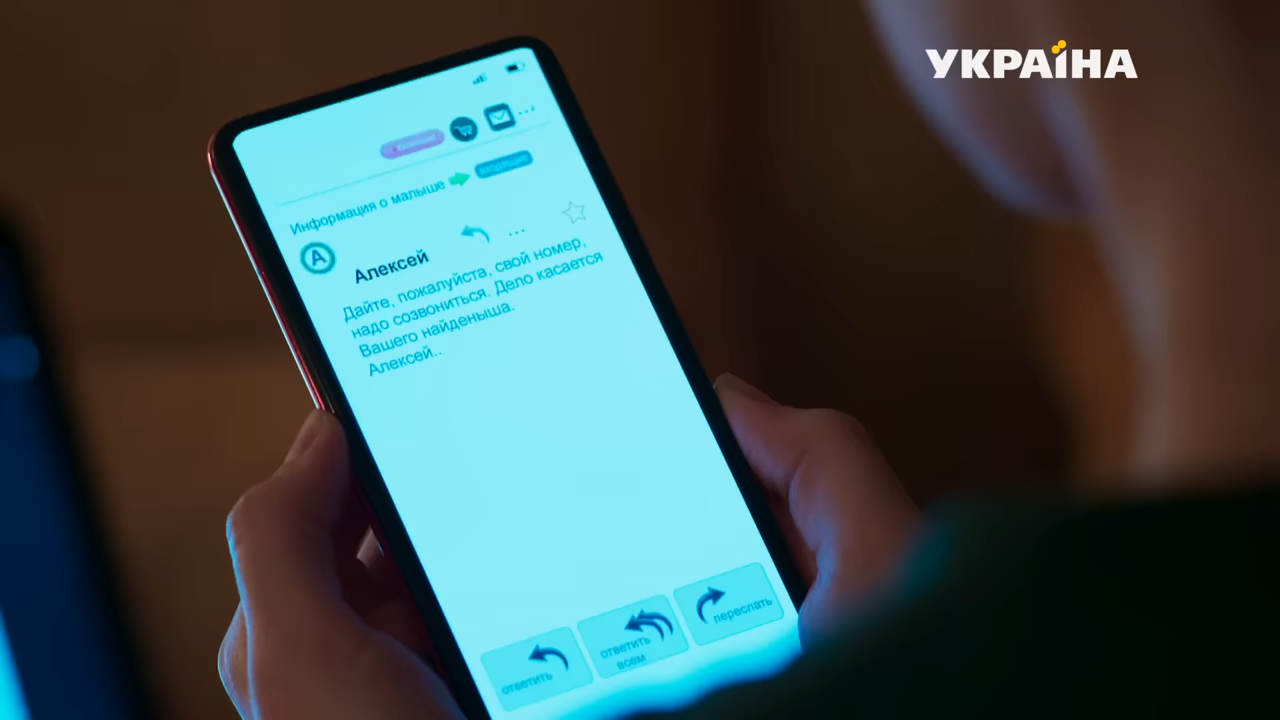 УКРАЇНА
Информация о малыше
A
Алексей
Дайте, пожалуйста, свой номер,
надо созвониться. Дело касается
Вашего найденыша.
Алексей..
ответить
ответить
всем
переслать